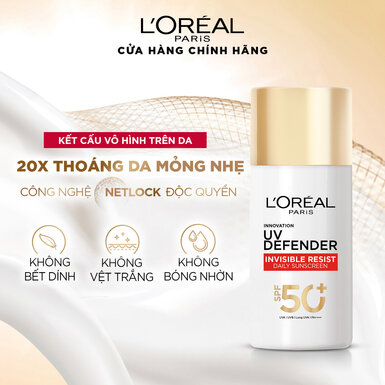 L'ORÉAL
PARIS
CỬA HÀNG CHÍNH HÃNG
KẾT CẤU VÔ HÌNH TRÊN DA
20X THOÁNG DA MỎNG NHẸ
CÔNG NGHỆ NETLOCK ĐỘC QUYỀN
KHÔNG
BẾT DÍNH
KHÔNG
VỆT TRẮNG
KHÔNG
BÓNG NHỜN
L'ORÉAL
PARIS
INNOVATION
UV
DEFENDER
INVISIBLE RESIST
DAILY SUNSCREEN
SPF 50+